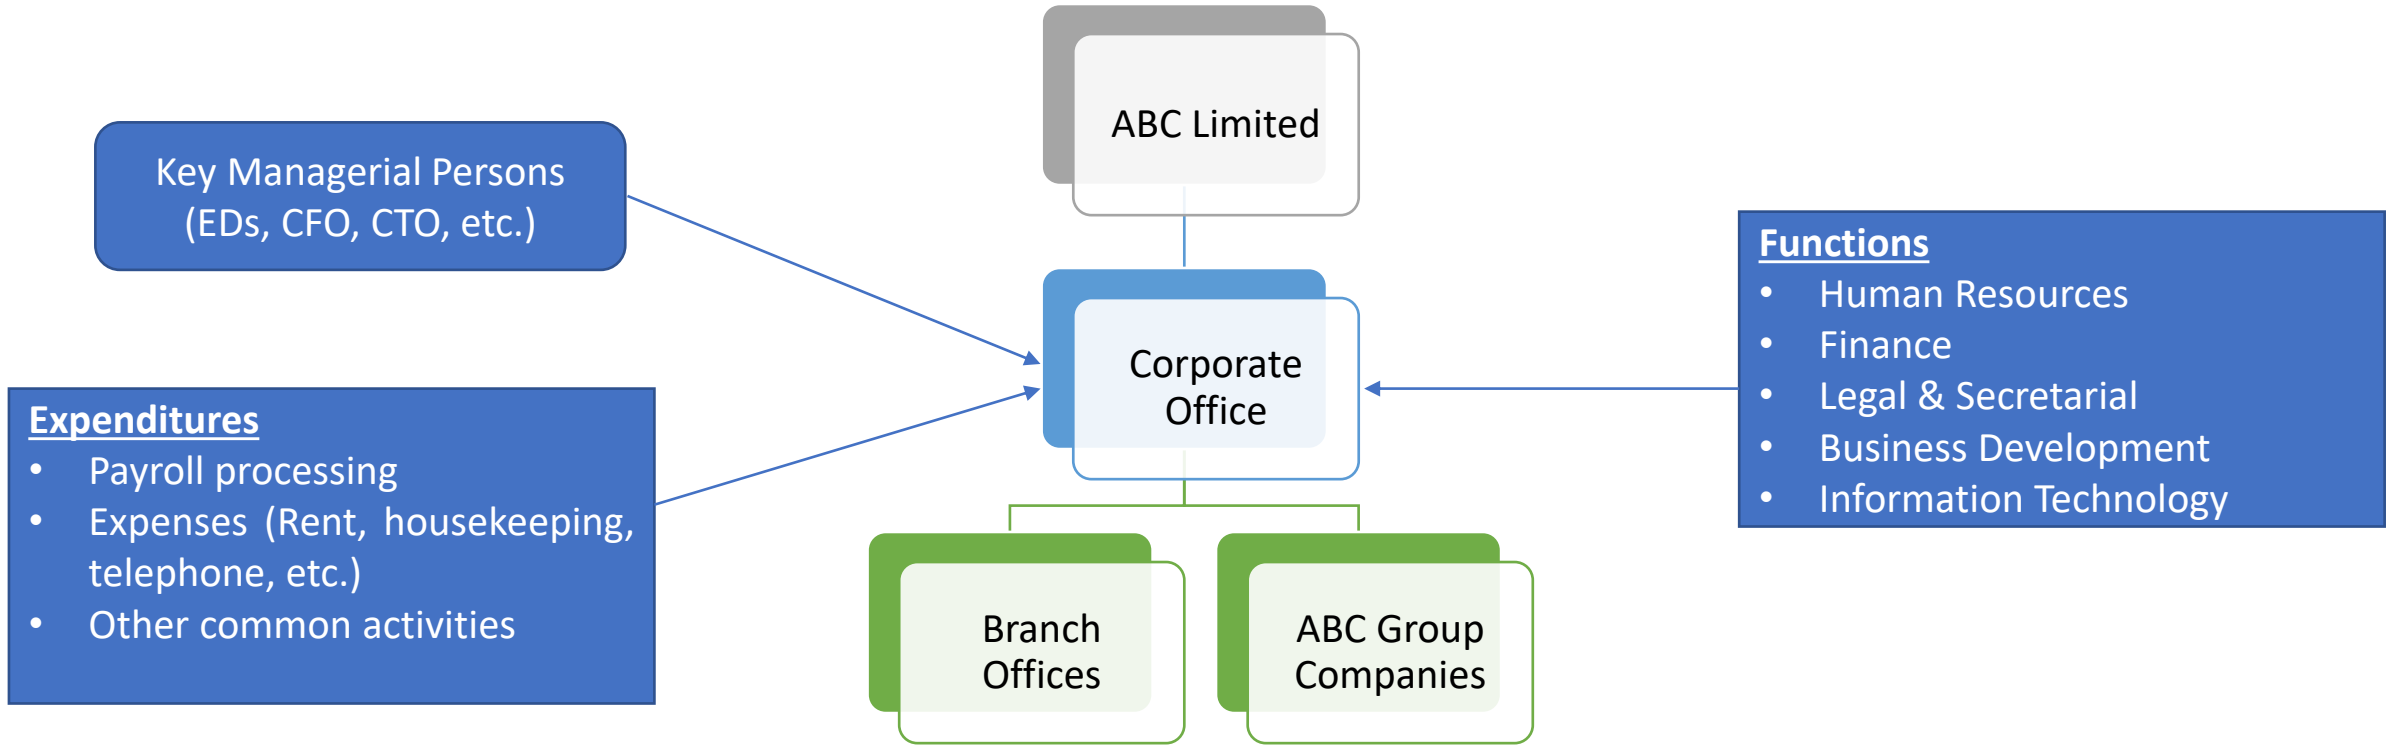 ABC Limited
Key Managerial Persons
(EDs, CFO, CTO, etc.)
Corporate
Office
Functions
• Human Resources
• Finance
• Legal & Secretarial
• Business Development
• Information Technology
Expenditures
• Payroll processing
• Expenses (Rent, housekeeping,
telephone, etc.)
• Other common activities
Branch
Offices
ABC Group
Companies